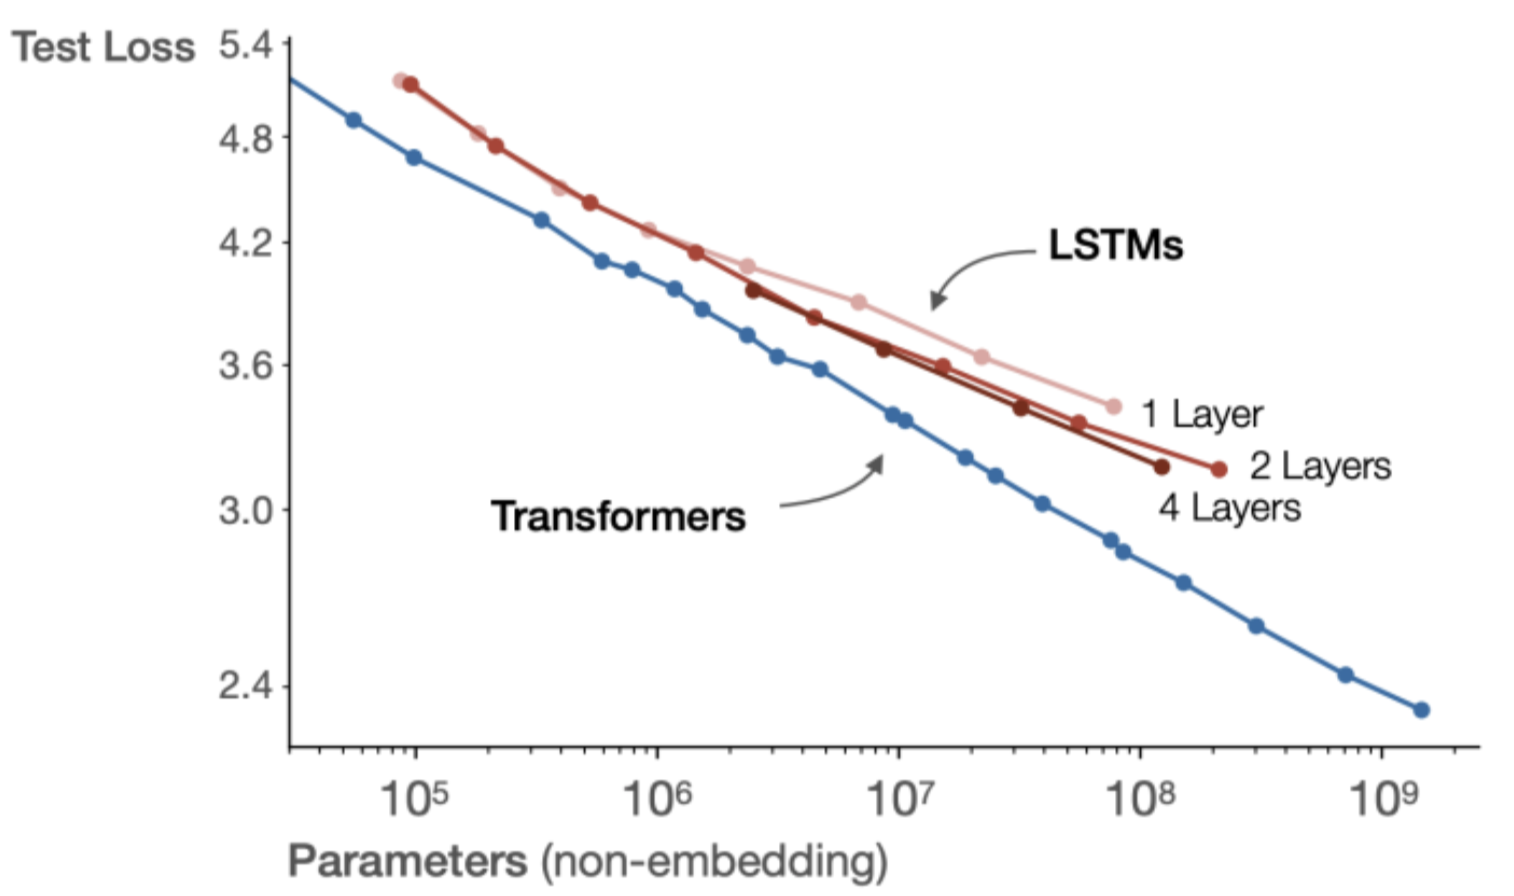 Test Loss
5.4
4.8
4.2
3.6
3.0
2.4
LSTMs
1 Layer
2 Layers
4 Layers
Transformers
10⁵ 10⁶ 10⁷ 10⁸ 10⁹
Parameters (non-embedding)